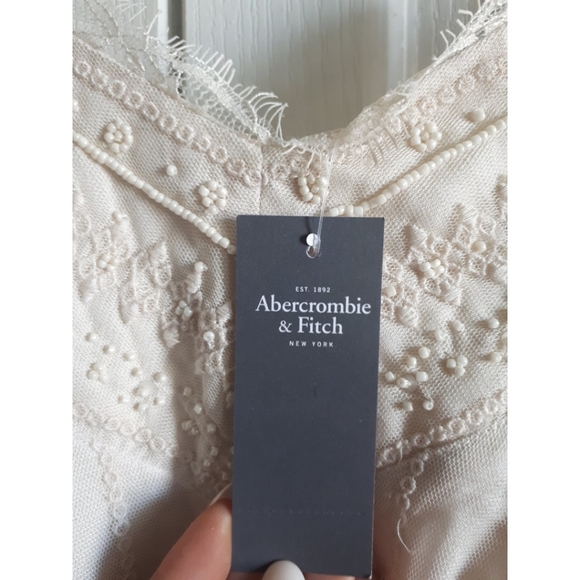 EST. 1892
Abercrombie
& Fitch
NEW YORK